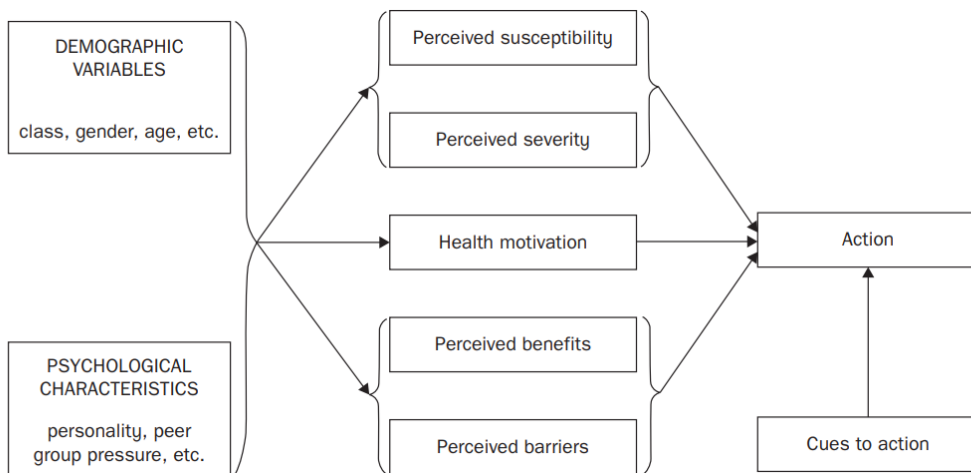 DEMOGRAPHIC
VARIABLES
class, gender, age, etc.
PSYCHOLOGICAL
CHARACTERISTICS
personality, peer
group pressure, etc.
Perceived susceptibility
Perceived severity
Health motivation
Perceived benefits
Perceived barriers
Action
Cues to action